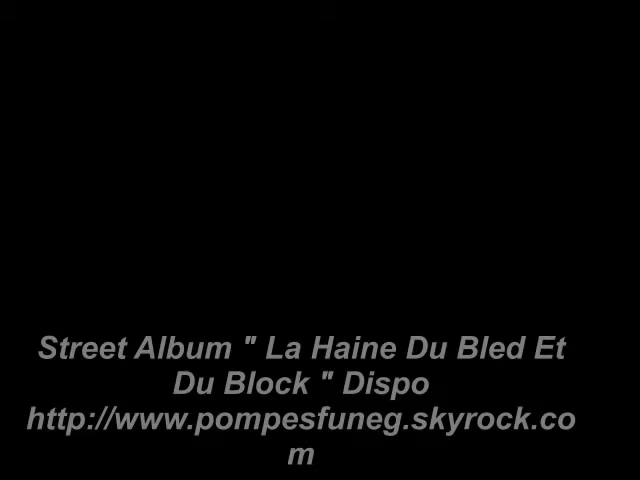 Street Album " La Haine Du Bled Et
Du Block " Dispo
http://www.pompesfuneg.skyrock.co
m